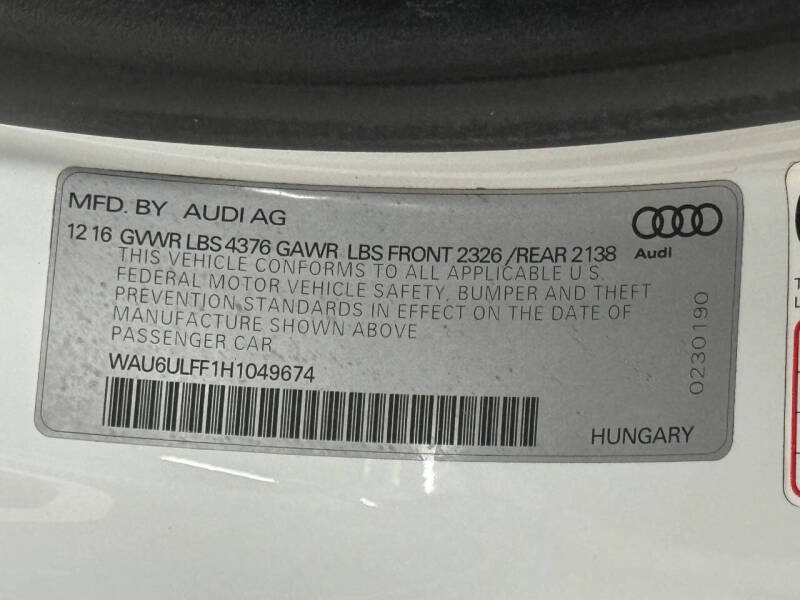 MFD. BY AUDI AG
12 16 GVWR LBS 4376 GAWR LBS FRONT 2326 /REAR 2138
Audi
THIS VEHICLE CONFORMS TO ALL APPLICABLE U.S.
FEDERAL MOTOR VEHICLE SAFETY, BUMPER AND THEFT
PREVENTION STANDARDS IN EFFECT ON THE DATE OF
MANUFACTURE SHOWN ABOVE
PASSENGER CAR
WAU6ULFF1H1049674
HUNGARY
0230190